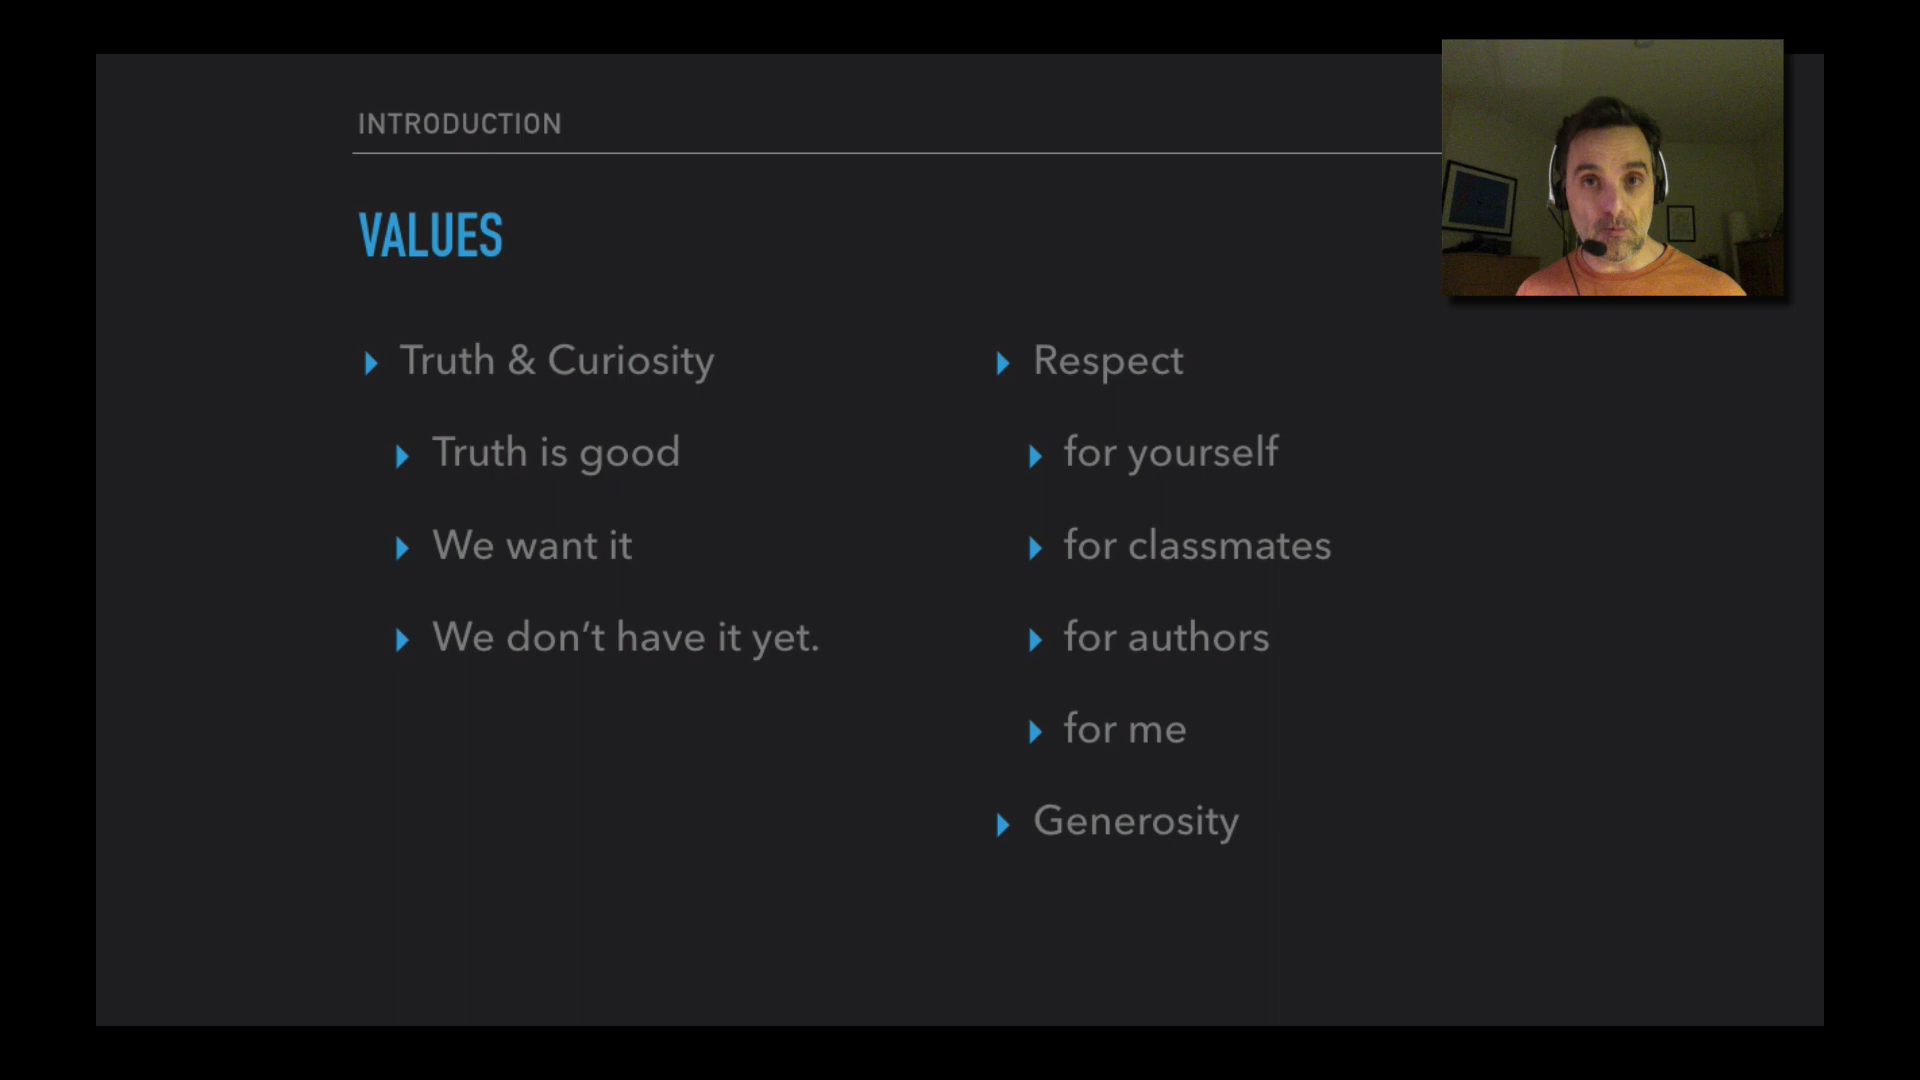 INTRODUCTION
VALUES
Truth & Curiosity
Truth is good
We want it
We don’t have it yet.
Respect
for yourself
for classmates
for authors
for me
Generosity